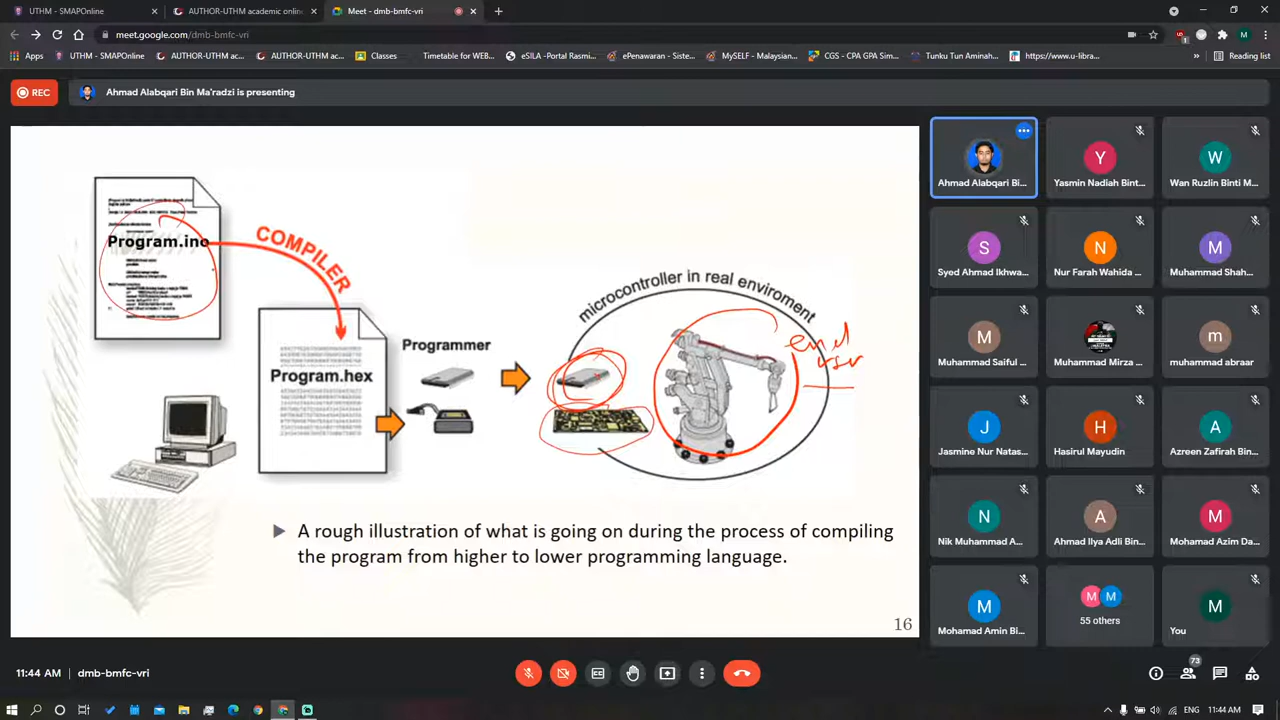 UTHM - SMAPOnline
AUTHOR-UTHM academic online
Meet - dmb-bmfc-vri
meet.google.com/dmb-bmfc-vri
Apps
UTHM - SMAPOnline
AUTHOR-UTHM ac...
AUTHOR-UTHM ac...
Classes
Timetable for WEB...
eSILA -Portal Rasmi...
ePenawaran - Siste...
MySELF - Malaysian...
CGS - CPA GPA Sim...
Tunku Tun Aminah...
https://www.u-libra...
Reading list
REC
Ahmad Alabqari Bin Ma'radzi is presenting
Program.ino
COMPILER
Program.hex
Programmer
microcontroller in real enviroment
end
user
A rough illustration of what is going on during the process of compiling
the program from higher to lower programming language.
16
Ahmad Alabqari Bi...
Y
Yasmin Nadiah Bint...
W
Wan Ruzlin Binti M...
S
Syed Ahmad Ikhwa...
N
Nur Farah Wahida ...
M
Muhammad Shah...
M
Muhammad Saiful ...
Muhammad Mirza ...
m
muhammad abraar
J
Jasmine Nur Natas...
H
Hasirul Mayudin
A
Azreen Zafirah Bin...
N
Nik Muhammad A...
A
Ahmad Ilya Adli Bin...
M
Mohamad Azim Da...
M
Mohamad Amin Bi...
M M
55 others
M
You
11:44 AM
dmb-bmfc-vri
73
ENG
11:44 AM